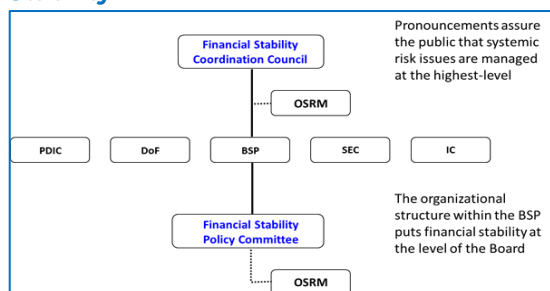 Financial Stability
Coordination Council
Pronouncements assure
the public that systemic
risk issues are managed
at the highest-level
OSRM
PDIC
DoF
BSP
SEC
IC
Financial Stability
Policy Committee
The organizational
structure within the BSP
puts financial stability at
the level of the Board
OSRM